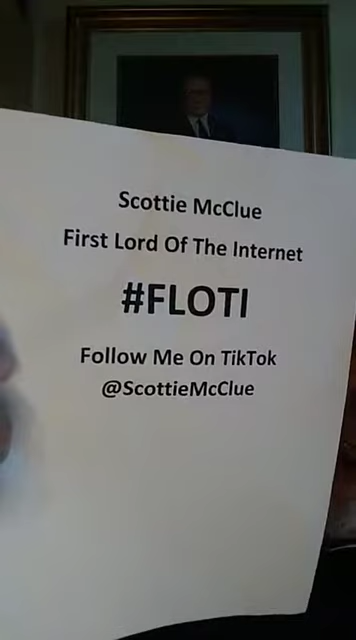 Scottie McClue
First Lord Of The Internet
#FLOTI
Follow Me On TikTok
@ScottieMcClue